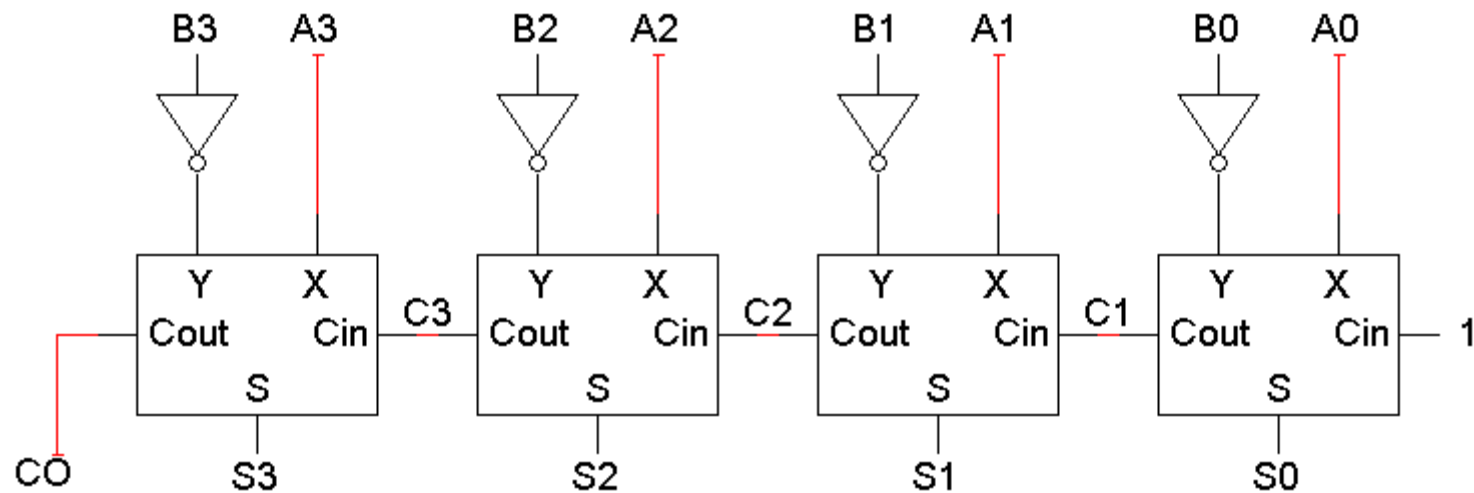 B3 A3 B2 A2 B1 A1 B0 A0
Y X Y X Y X Y X
C3 C2 C1
Cout Cin Cout Cin Cout Cin Cout Cin 1
S S S S
CO S3 S2 S1 S0